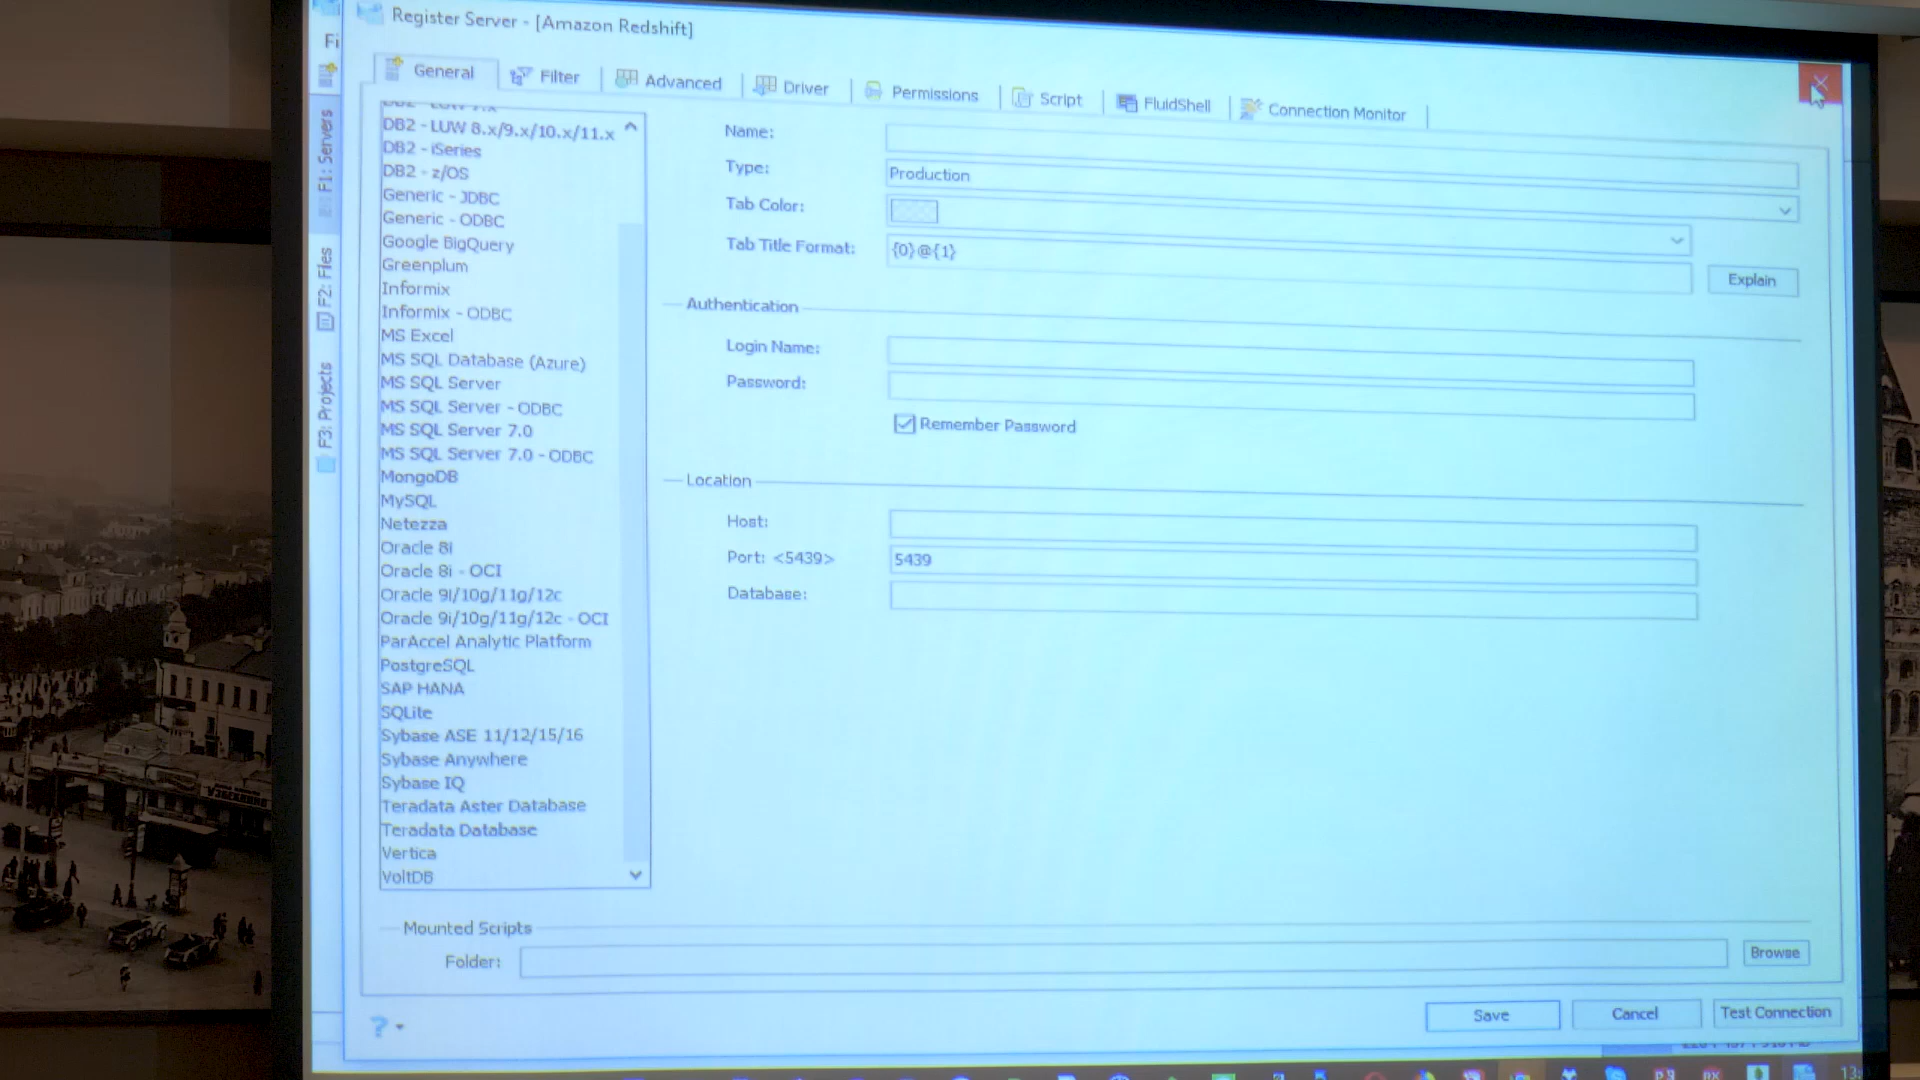 Register Server - [Amazon Redshift]
Fi
General
Filter
Advanced
Driver
Permissions
Script
FluidShell
Connection Monitor
F1: Servers
F2: Files
F3: Projects
DB2 - LUW 7.x
DB2 - LUW 8.x/9.x/10.x/11.x
DB2 - iSeries
DB2 - z/OS
Generic - JDBC
Generic - ODBC
Google BigQuery
Greenplum
Informix
Informix - ODBC
MS Excel
MS SQL Database (Azure)
MS SQL Server
MS SQL Server - ODBC
MS SQL Server 7.0
MS SQL Server 7.0 - ODBC
MongoDB
MySQL
Netezza
Oracle 8i
Oracle 8i - OCI
Oracle 9i/10g/11g/12c
Oracle 9i/10g/11g/12c - OCI
ParAccel Analytic Platform
PostgreSQL
SAP HANA
SQLite
Sybase ASE 11/12/15/16
Sybase Anywhere
Sybase IQ
Teradata Aster Database
Teradata Database
Vertica
VoltDB
Name:
Type: Production
Tab Color:
Tab Title Format: {0}@{1}
Explain
Authentication
Login Name:
Password:
Remember Password
Location
Host:
Port: <5439> 5439
Database:
Mounted Scripts
Folder:
Browse
Save
Cancel
Test Connection